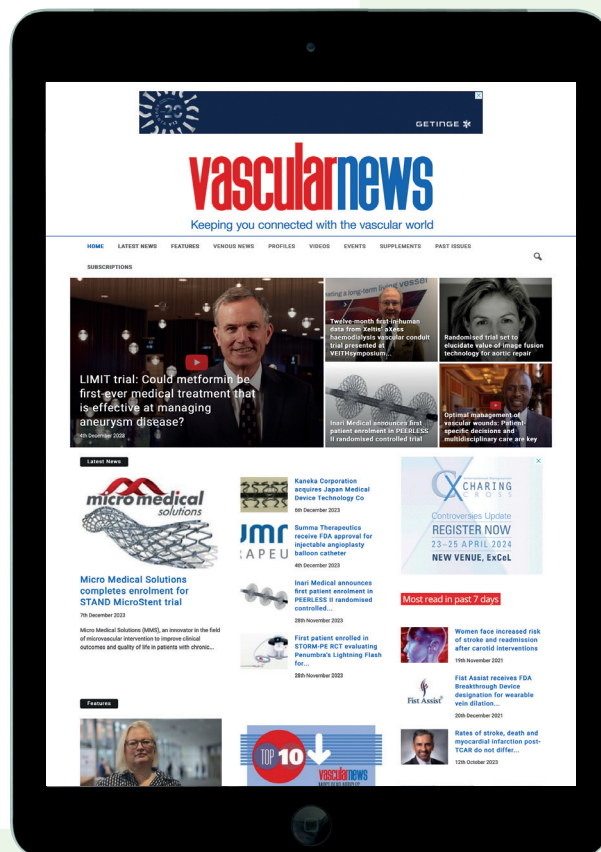 GETINGE
vascularnews
Keeping you connected with the vascular world
HOME LATEST NEWS FEATURES VENOUS NEWS PROFILES VIDEOS EVENTS SUPPLEMENTS PAST ISSUES
SUBSCRIPTIONS
LIMIT trial: Could metformin be
first-ever medical treatment that
is effective at managing
aneurysm disease?
4th December 2023
eating a long-term living vessel
Twelve-month first-in-human
data from Xeltis' aXess
haemodialysis vascular conduit
trial presented at
VEITHsymposium...
Randomised trial set to
elucidate value of image fusion
technology for aortic repair
Inari Medical announces first
patient enrolment in PEERLESS
II randomised controlled trial
Optimal management of
vascular wounds: Patient-
specific decisions and
multidisciplinary care are key
Latest News
micro medical
solutions
Micro Medical Solutions
completes enrolment for
STAND MicroStent trial
7th December 2023
Micro Medical Solutions (MMS), an innovator in the field
of microvascular intervention to improve clinical
outcomes and quality of life in patients with chronic...
Kaneka Corporation
acquires Japan Medical
Device Technology Co
6th December 2023
Summa Therapeutics
receive FDA approval for
injectable angioplasty
balloon catheter
4th December 2023
Inari Medical announces
first patient enrolment in
PEERLESS II randomised
controlled...
28th November 2023
First patient enrolled in
STORM-PE RCT evaluating
Penumbra's Lightning Flash
for...
28th November 2023
CX CHARING
CROSS
Controversies Update
REGISTER NOW
23–25 APRIL 2024
NEW VENUE, ExCeL
Most read in past 7 days
Women face increased risk
of stroke and readmission
after carotid interventions
19th November 2021
Fist Assist
Fist Assist receives FDA
Breakthrough Device
designation for wearable
vein dilation...
20th December 2021
Rates of stroke, death and
myocardial infarction post-
TCAR do not differ...
12th October 2023
Features
TOP 10
vascularnews